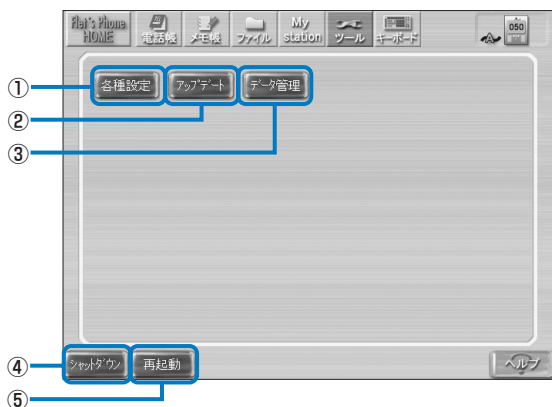 Flet's Phone HOME 電話帳 メモ帳 ファイル My station ツール キーボード 050
① 各種設定 アップデート データ管理
②
③
④ シャットダウン 再起動 ヘルプ
⑤